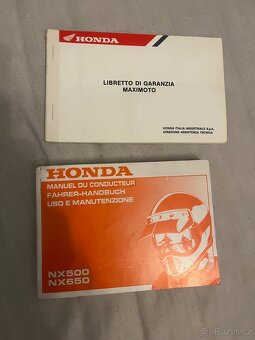 HONDA
LIBRETTO DI GARANZIA
MAXIMOTO
HONDA ITALIA INDUSTRIALE S.p.A.
DIREZIONE ASSISTENZA TECNICA
HONDA
MANUEL DU CONDUCTEUR
FAHRER-HANDBUCH
USO E MANUTENZIONE
NX500
NX650